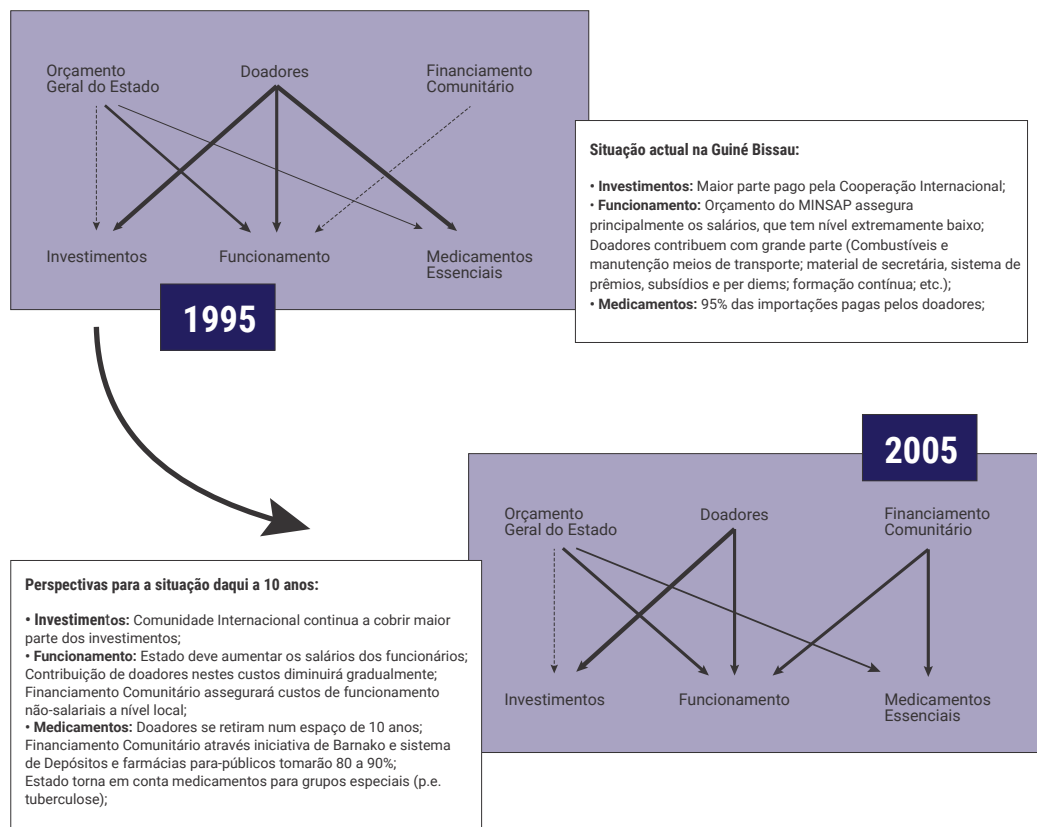 Orçamento
Geral do Estado
Doadores
Financiamento
Comunitário
Investimentos
Funcionamento
Medicamentos
Essenciais
1995
Situação actual na Guiné Bissau:
• Investimentos: Maior parte pago pela Cooperação Internacional;
• Funcionamento: Orçamento do MINSAP assegura
principalmente os salários, que tem nível extremamente baixo;
Doadores contribuem com grande parte (Combustíveis e
manutenção meios de transporte; material de secretária, sistema de
prêmios, subsídios e per diems; formação contínua; etc.);
• Medicamentos: 95% das importações pagas pelos doadores;
2005
Orçamento
Geral do Estado
Doadores
Financiamento
Comunitário
Investimentos
Funcionamento
Medicamentos
Essenciais
Perspectivas para a situação daqui a 10 anos:
• Investimentos: Comunidade Internacional continua a cobrir maior
parte dos investimentos;
• Funcionamento: Estado deve aumentar os salários dos funcionários;
Contribuição de doadores nestes custos diminuirá gradualmente;
Financiamento Comunitário assegurará custos de funcionamento
não-salariais a nível local;
• Medicamentos: Doadores se retiram num espaço de 10 anos;
Financiamento Comunitário através iniciativa de Barnako e sistema
de Depósitos e farmácias para-públicos tomarão 80 a 90%;
Estado torna em conta medicamentos para grupos especiais (p.e.
tuberculose);